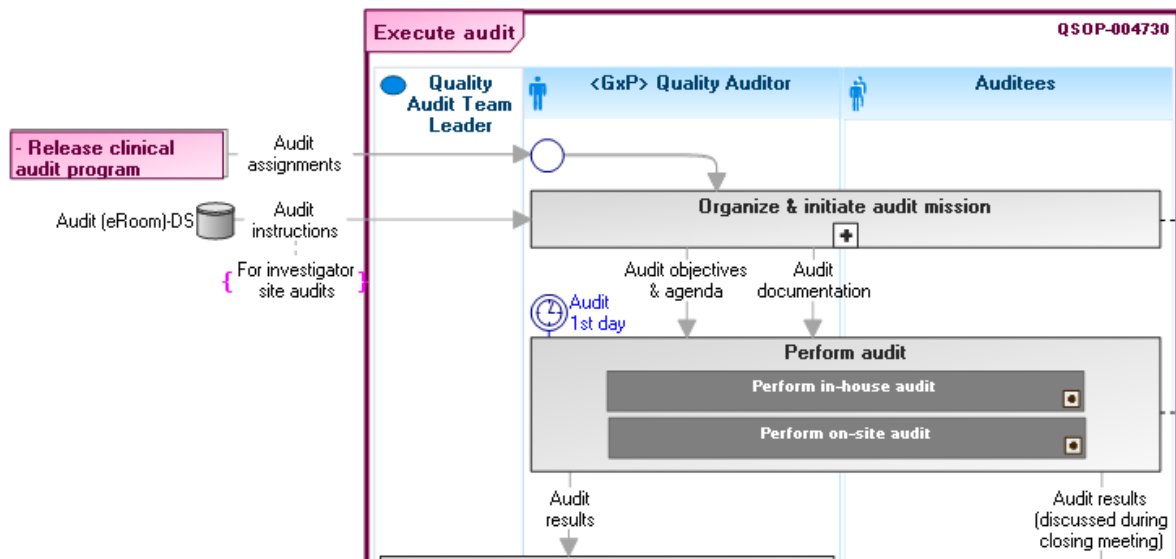 Execute audit
QSOP-004730
Quality
Audit Team
Leader
<GxP> Quality Auditor
Auditees
- Release clinical
audit program
Audit
assignments
Audit (eRoom)-DS
Audit
instructions
{ For investigator }
site audits
Organize & initiate audit mission
Audit objectives
& agenda
Audit
documentation
Audit
1st day
Perform audit
Perform in-house audit
Perform on-site audit
Audit
results
Audit results
(discussed during
closing meeting)